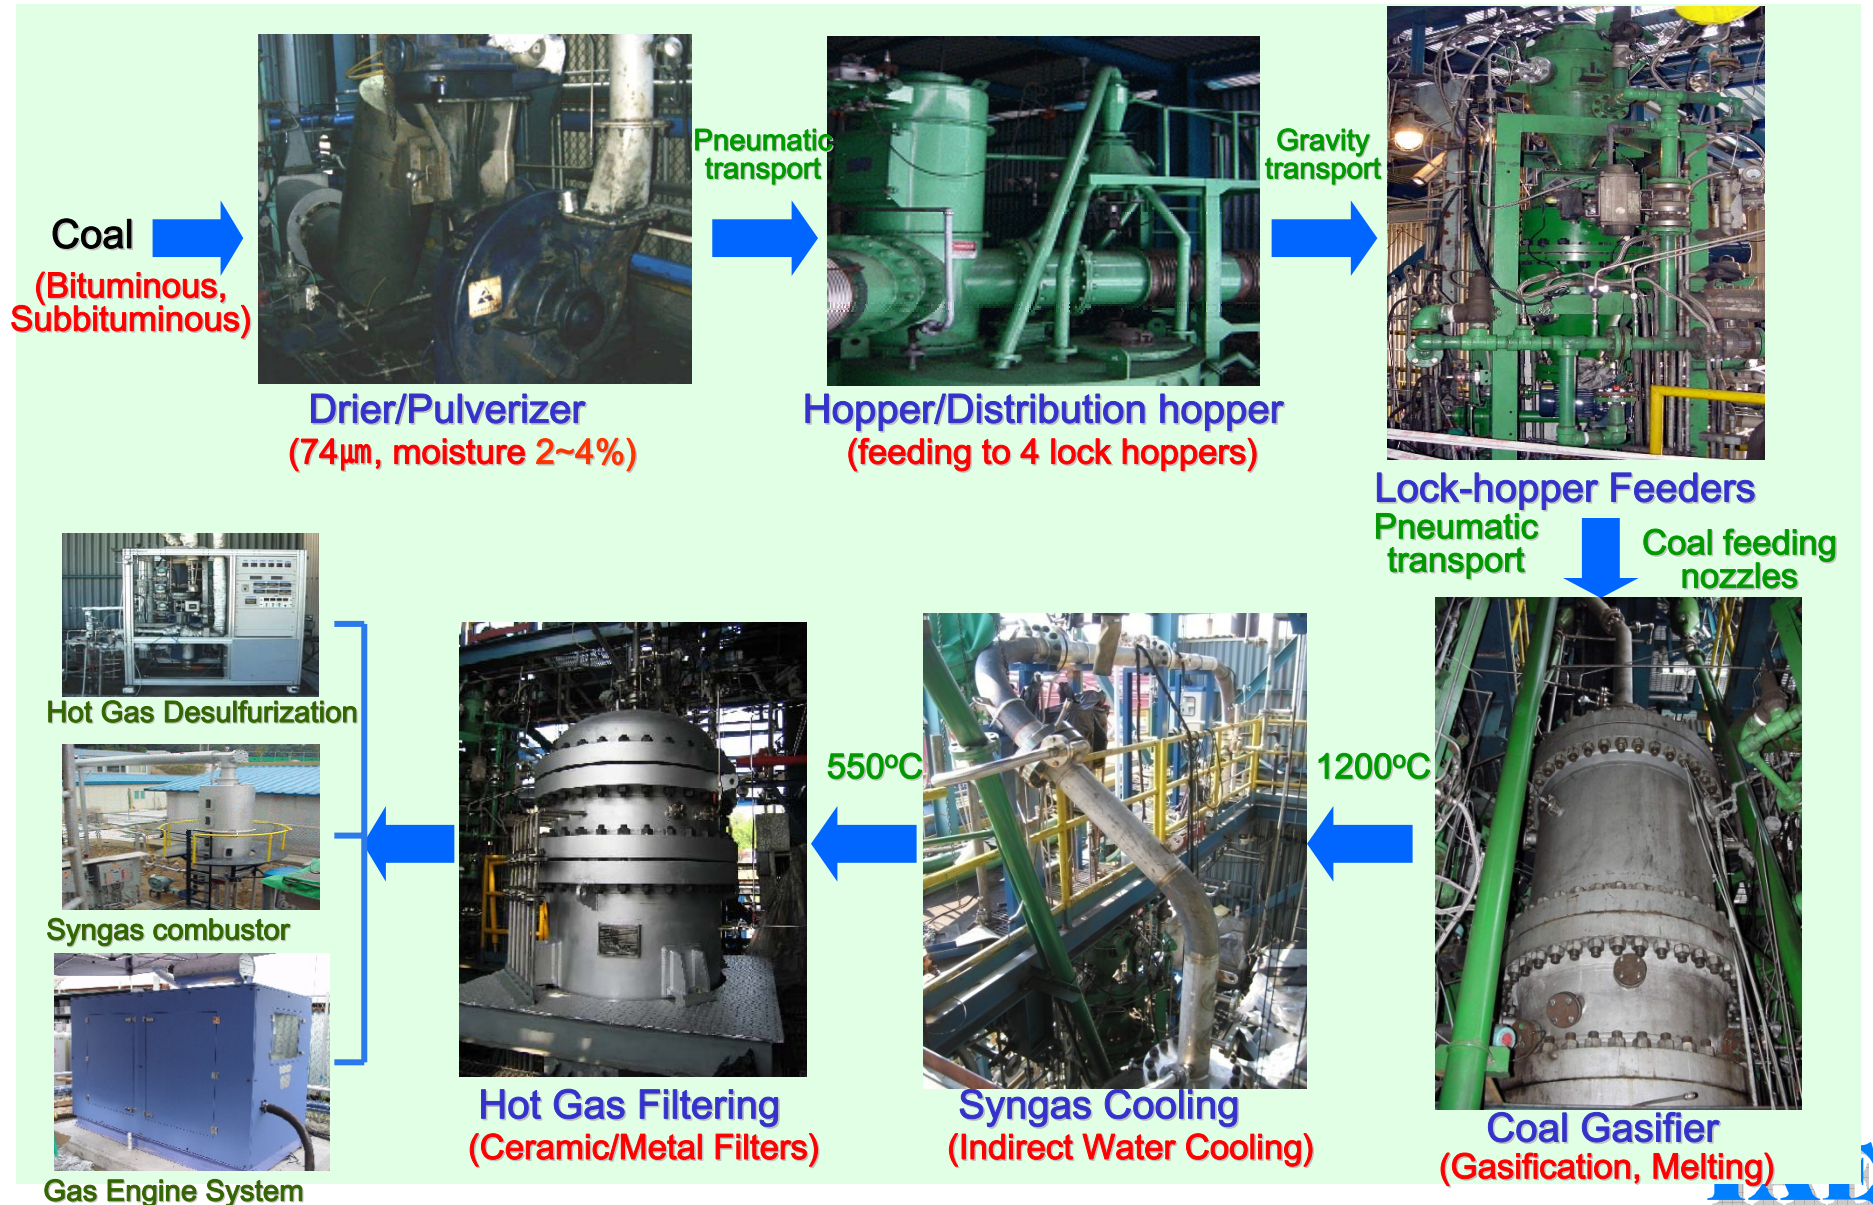 Coal
(Bituminous,
Subbituminous)
Drier/Pulverizer
(74㎛, moisture 2~4%)
Pneumatic
transport
Hopper/Distribution hopper
(feeding to 4 lock hoppers)
Gravity
transport
Lock-hopper Feeders
Pneumatic
transport
Coal feeding
nozzles
Coal Gasifier
(Gasification, Melting)
1200ºC
Syngas Cooling
(Indirect Water Cooling)
550ºC
Hot Gas Filtering
(Ceramic/Metal Filters)
Hot Gas Desulfurization
Syngas combustor
Gas Engine System